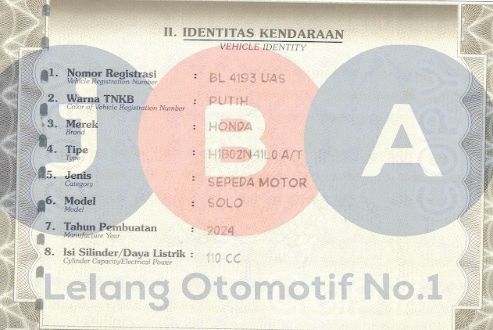 II. IDENTITAS KENDARAAN
VEHICLE IDENTITY
1. Nomor Registrasi : BL 4193 UAS
Vehicle Registration Number
2. Warna TNKB : PUTIH
Color of Vehicle Registration Number
3. Merek : HONDA
Brand
4. Tipe : H1B02N41L0 A/T
Type
5. Jenis : SEPEDA MOTOR
Category
6. Model : SOLO
Model
7. Tahun Pembuatan : 2024
Manufacture Year
8. Isi Silinder/Daya Listrik : 110 CC
Cylinder Capacity/Electrical Power
JBA
Lelang Otomotif No.1
COPY